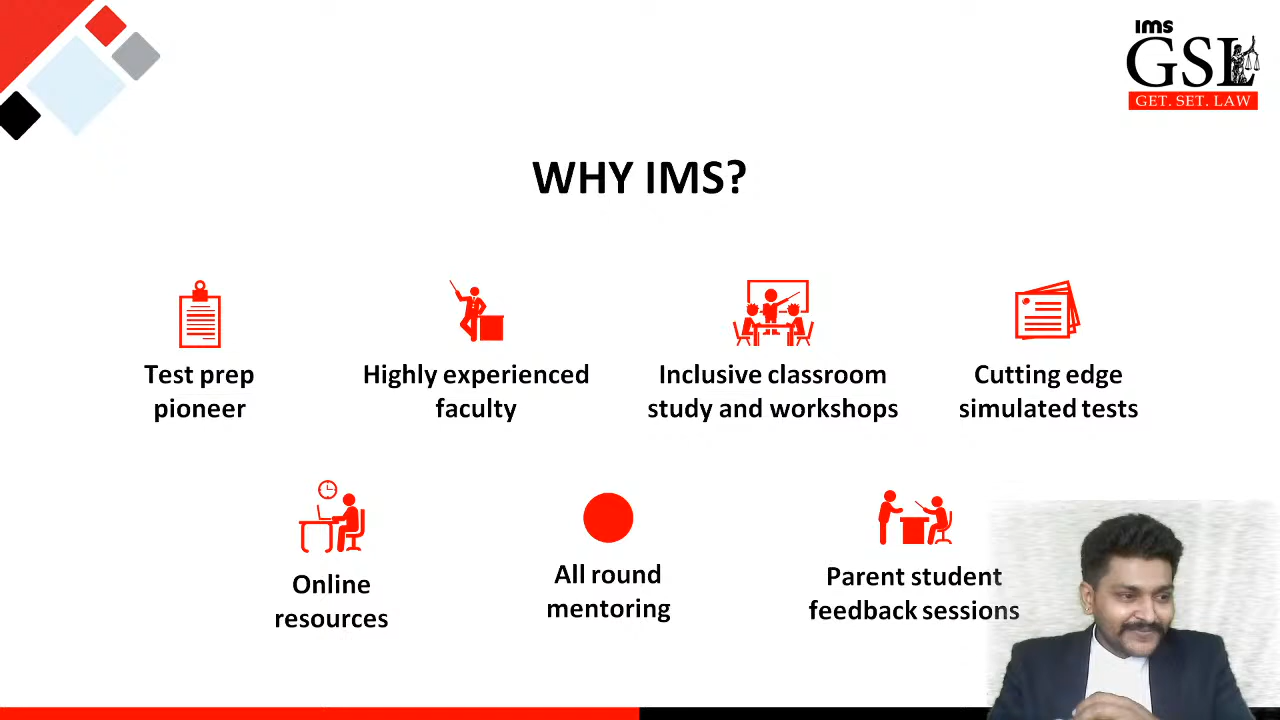 ims
GSL
GET. SET. LAW
WHY IMS?
Test prep
pioneer
Highly experienced
faculty
Inclusive classroom
study and workshops
Cutting edge
simulated tests
Online
resources
All round
mentoring
Parent student
feedback sessions